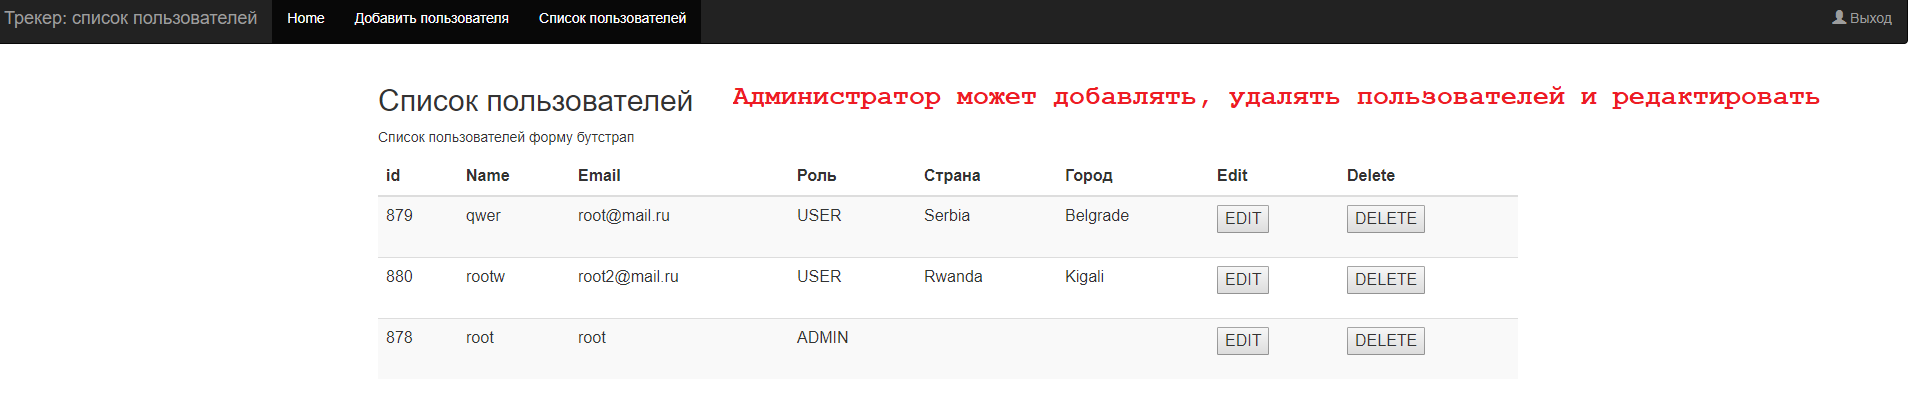 Трекер: список пользователей Home Добавить пользователя Список пользователей Выход
Список пользователей Администратор может добавлять, удалять пользователей и редактировать
Список пользователей форму бутстрап
id Name Email Роль Страна Город Edit Delete
879 qwer root@mail.ru USER Serbia Belgrade EDIT DELETE
880 rootw root2@mail.ru USER Rwanda Kigali EDIT DELETE
878 root root ADMIN EDIT DELETE